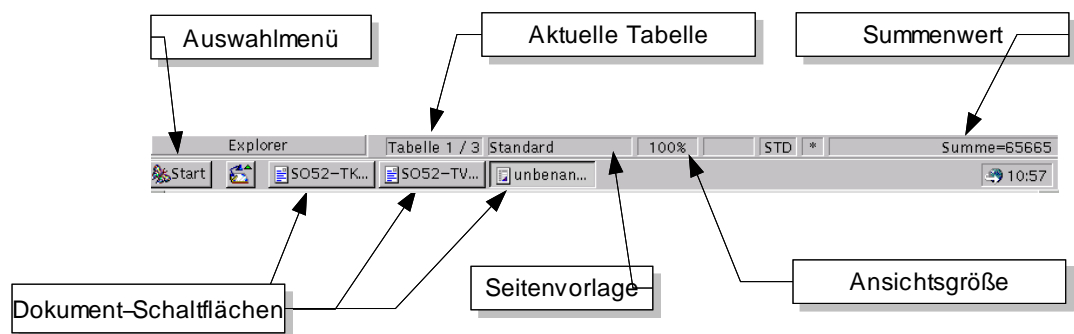 Auswahlmenü
Aktuelle Tabelle
Summenwert
Explorer Tabelle 1 / 3 Standard 100% STD * Summe=65665
Start SO52-TK... SO52-TV... unbenan... 10:57
Dokument-Schaltflächen
Seitenvorlage
Ansichtsgröße